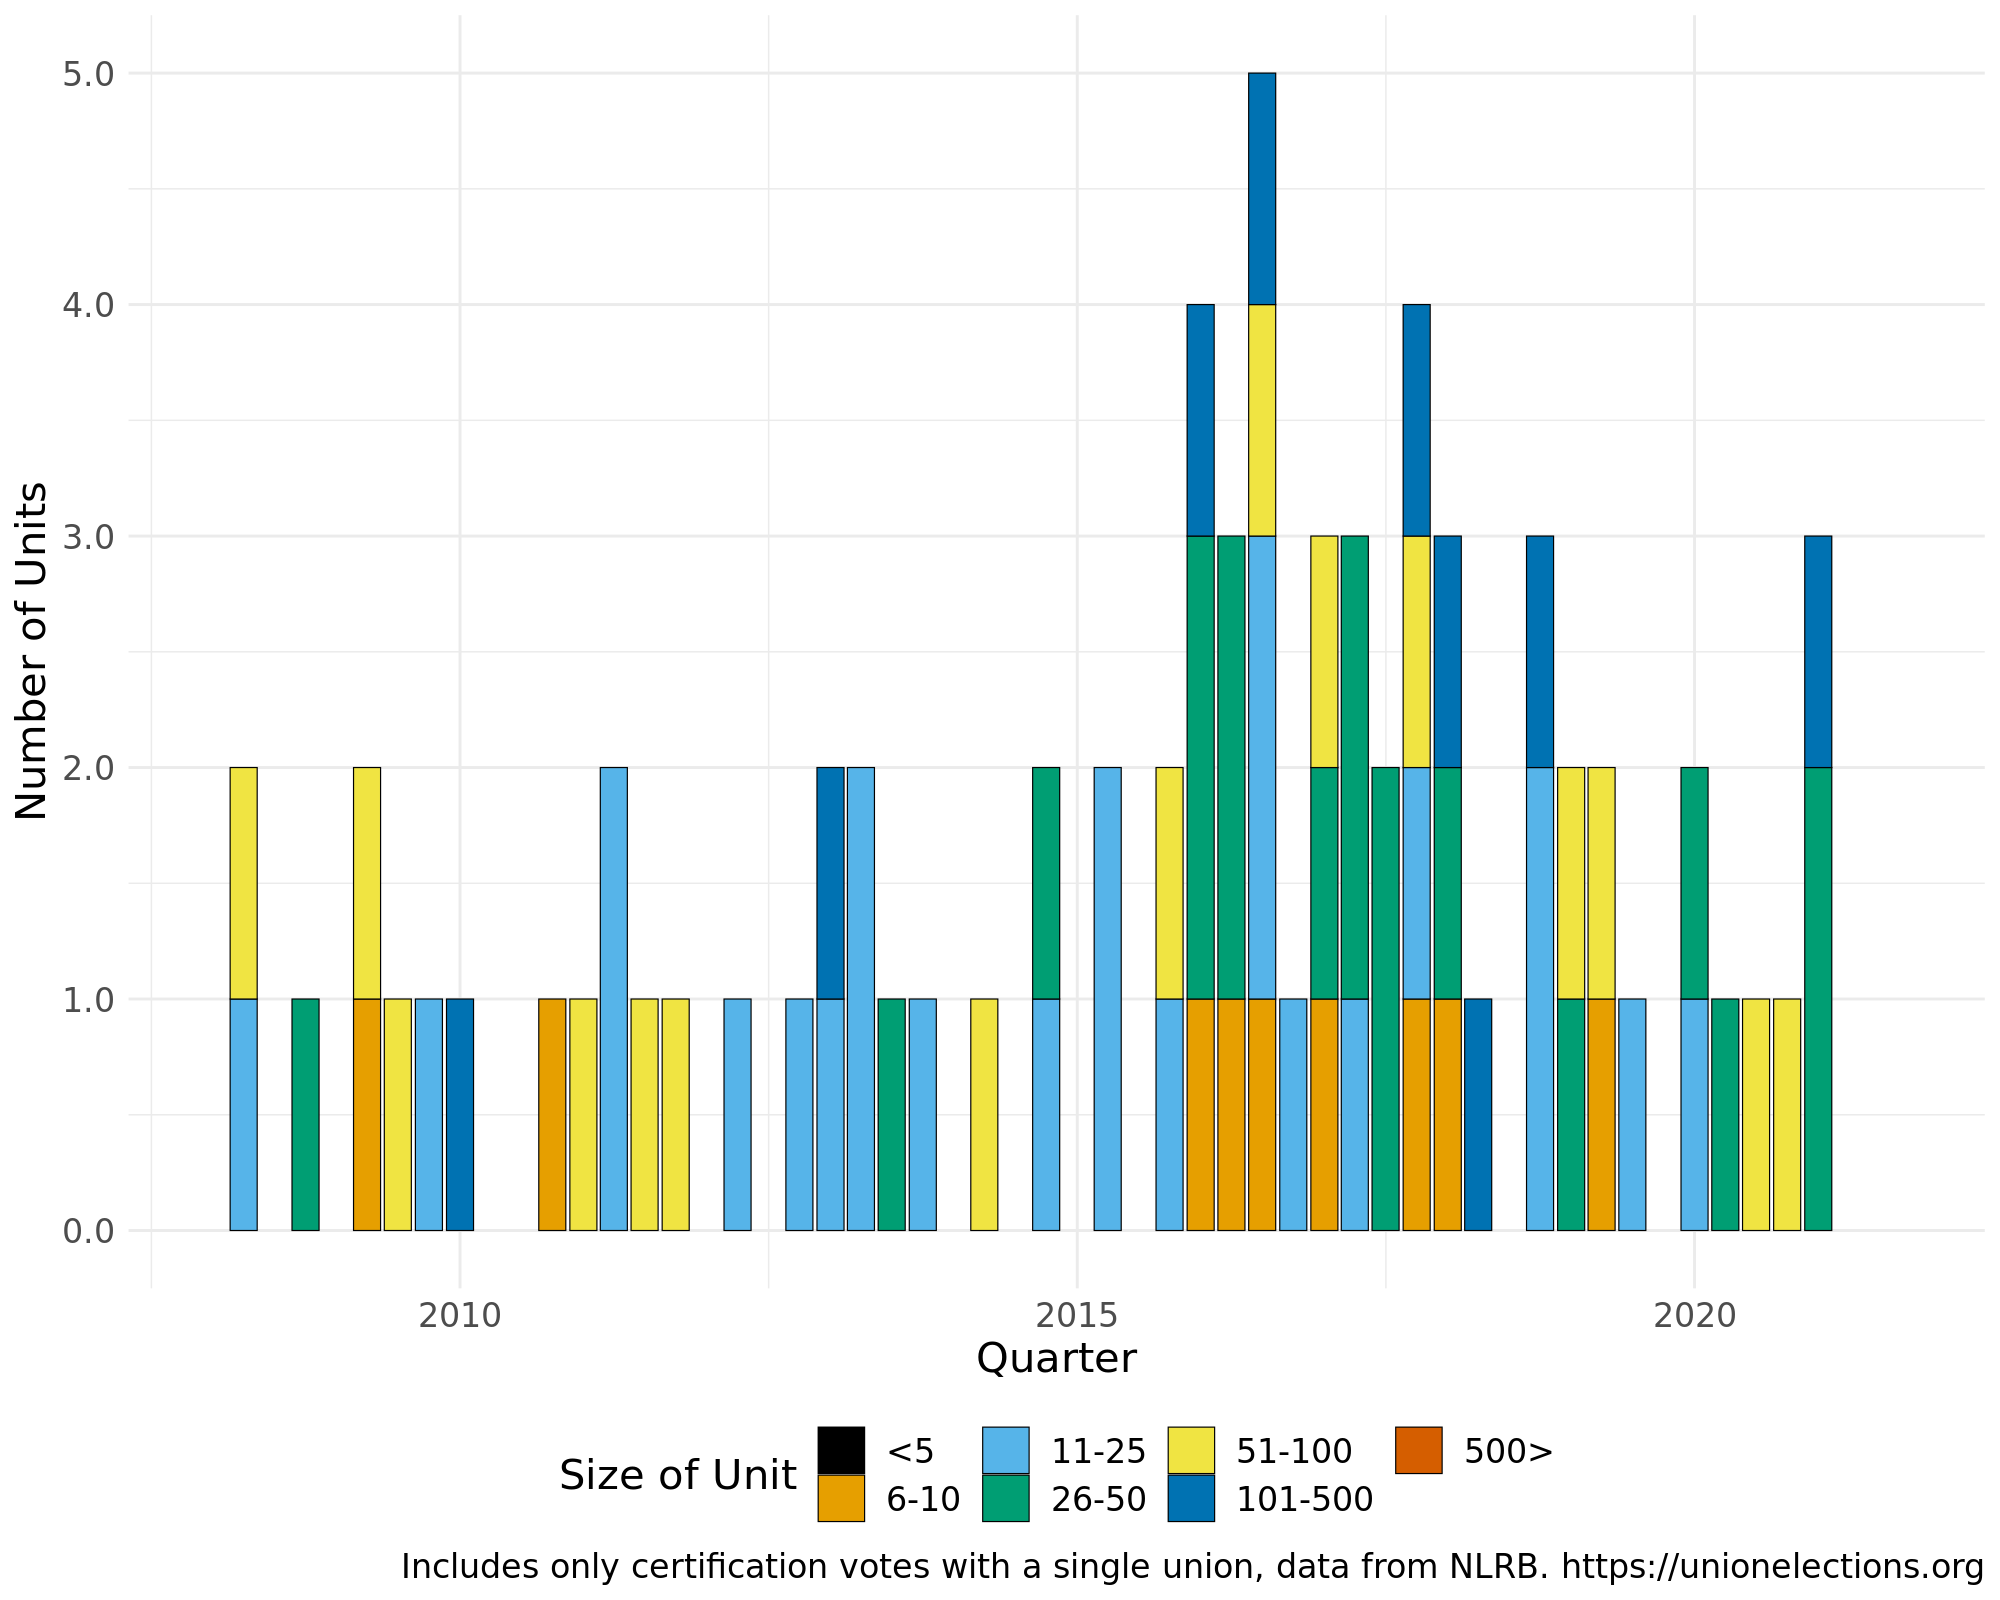 5.0
4.0
3.0
2.0
1.0
0.0
Number of Units
2010 2015 2020
Quarter
Size of Unit
<5 11-25 51-100 500>
6-10 26-50 101-500
Includes only certification votes with a single union, data from NLRB. https://unionelections.org